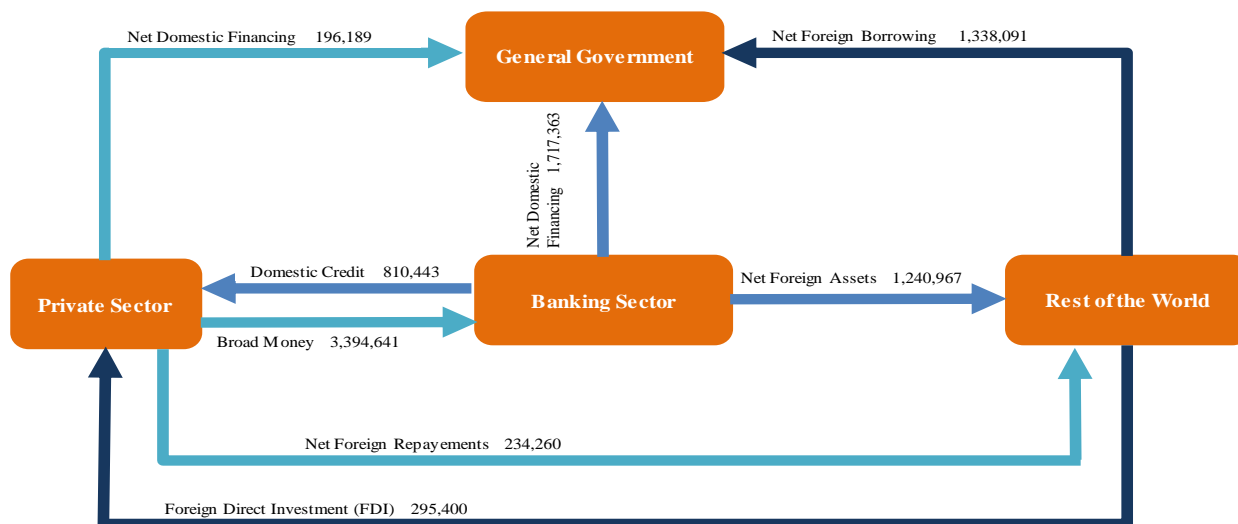 Net Domestic Financing 196,189
General Government
Net Foreign Borrowing 1,338,091
Net Domestic
Financing 1,717,363
Private Sector
Domestic Credit 810,443
Broad Money 3,394,641
Banking Sector
Net Foreign Assets 1,240,967
Rest of the World
Net Foreign Repayements 234,260
Foreign Direct Investment (FDI) 295,400